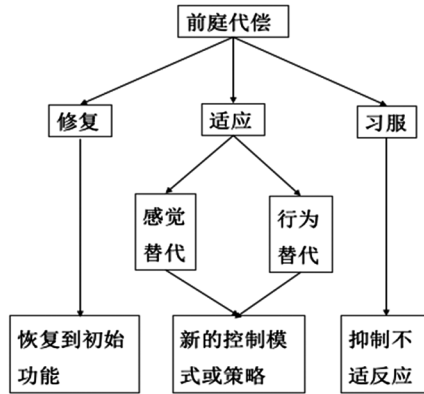 前庭代偿
修复
适应
习服
感觉
替代
行为
替代
恢复到初始
功能
新的控制模
式或策略
抑制不
适反应